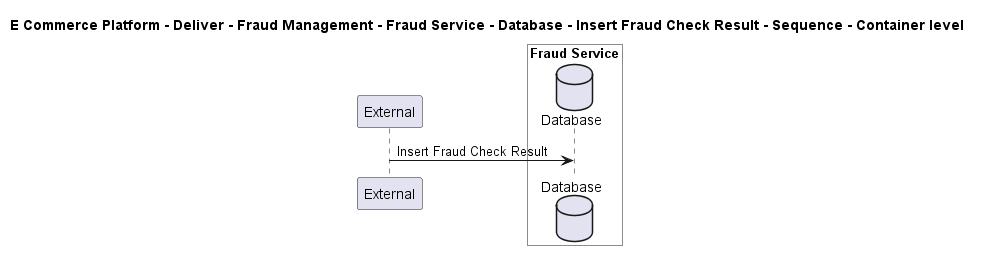 E Commerce Platform - Deliver - Fraud Management - Fraud Service - Database - Insert Fraud Check Result - Sequence - Container level
Fraud Service
External
Database
Insert Fraud Check Result
External
Database